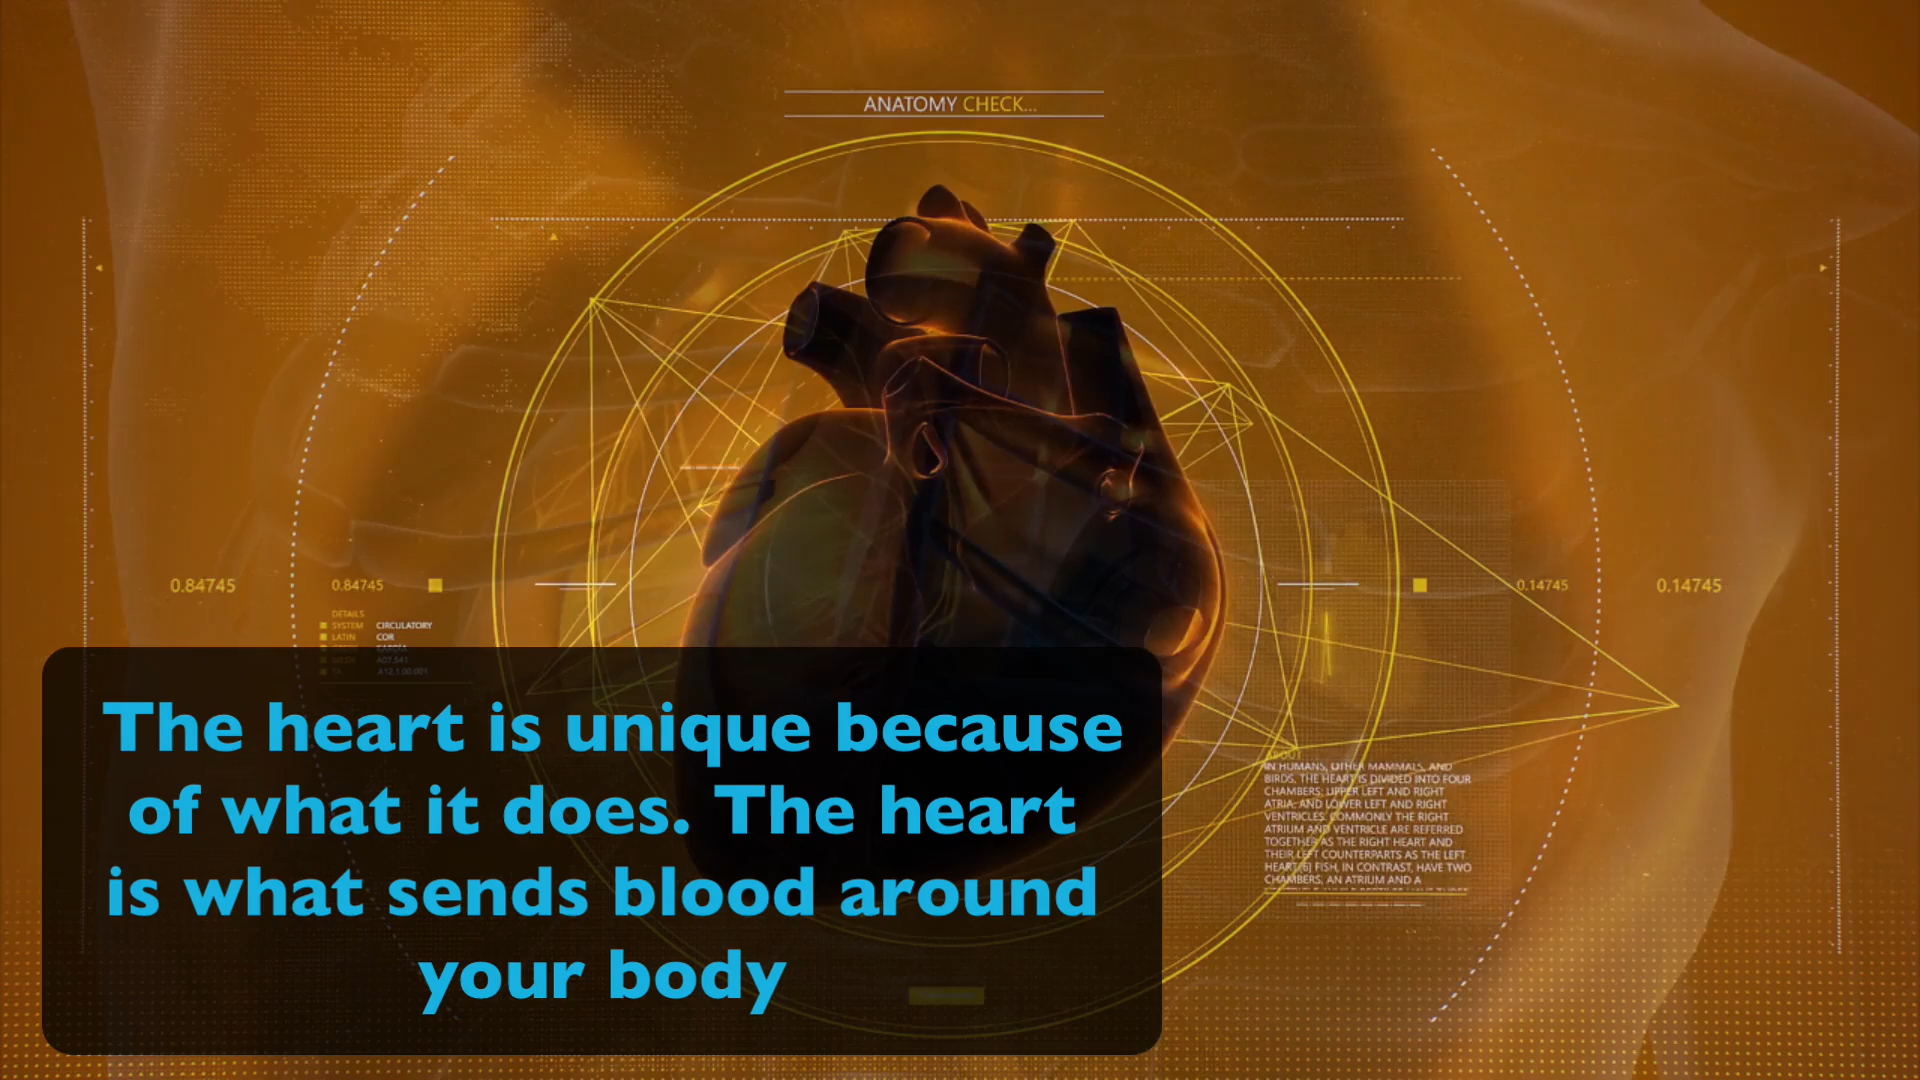 ANATOMY CHECK...
0.84745
0.84745
0.14745
0.14745
DETAILS
SYSTEM CIRCULATORY
LATIN COR
The heart is unique because
of what it does. The heart
is what sends blood around
your body
ABOUT
IN HUMANS, OTHER MAMMALS, AND
BIRDS, THE HEART IS DIVIDED INTO FOUR
CHAMBERS: UPPER LEFT AND RIGHT
ATRIA; AND LOWER LEFT AND RIGHT
VENTRICLES. COMMONLY THE RIGHT
ATRIUM AND VENTRICLE ARE REFERRED
TOGETHER AS THE RIGHT HEART AND
THEIR LEFT COUNTERPARTS AS THE LEFT
HEART.[6] FISH, IN CONTRAST, HAVE TWO
CHAMBERS, AN ATRIUM AND A